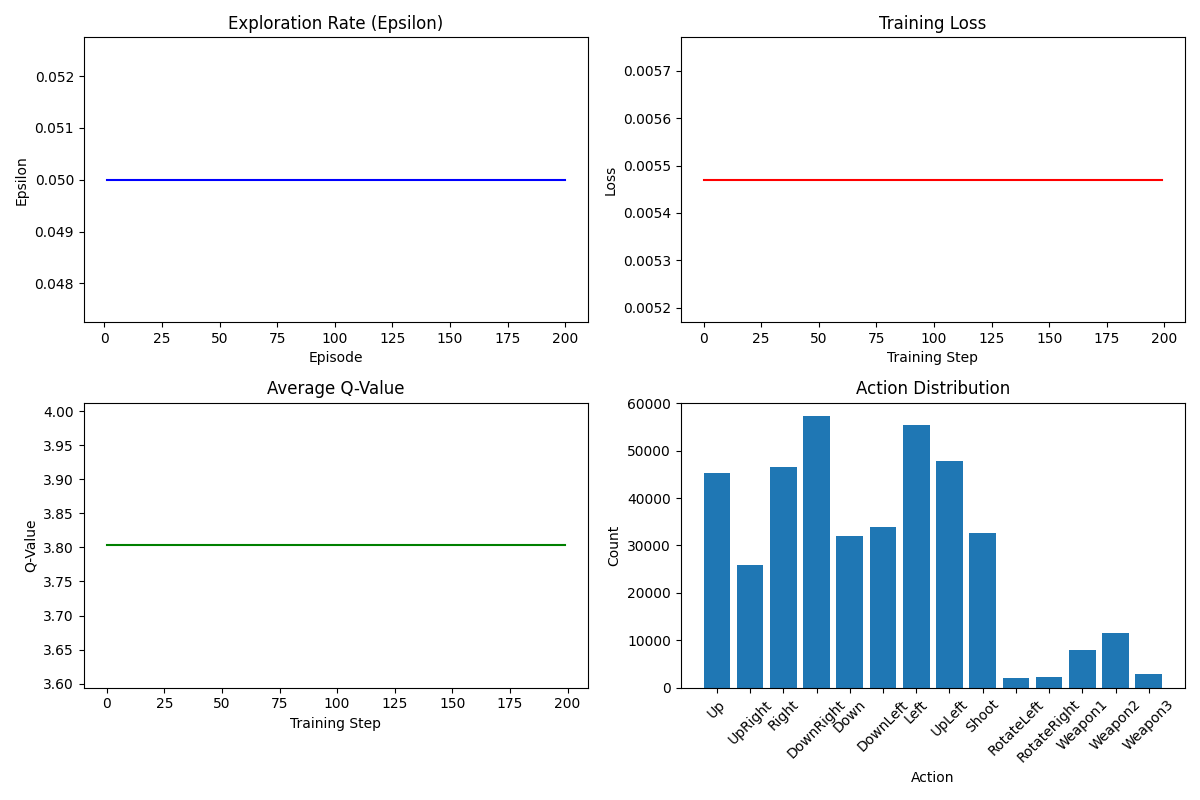 Exploration Rate (Epsilon)
0.052
0.051
0.050
0.049
0.048
Epsilon
0 25 50 75 100 125 150 175 200
Episode
Training Loss
0.0057
0.0056
0.0055
0.0054
0.0053
0.0052
Loss
0 25 50 75 100 125 150 175 200
Training Step
Average Q-Value
4.00
3.95
3.90
3.85
3.80
3.75
3.70
3.65
3.60
Q-Value
0 25 50 75 100 125 150 175 200
Training Step
Action Distribution
60000
50000
40000
30000
20000
10000
0
Count
Up
UpRight
Right
DownRight
Down
DownLeft
Left
UpLeft
Shoot
RotateLeft
RotateRight
Weapon1
Weapon2
Weapon3
Action